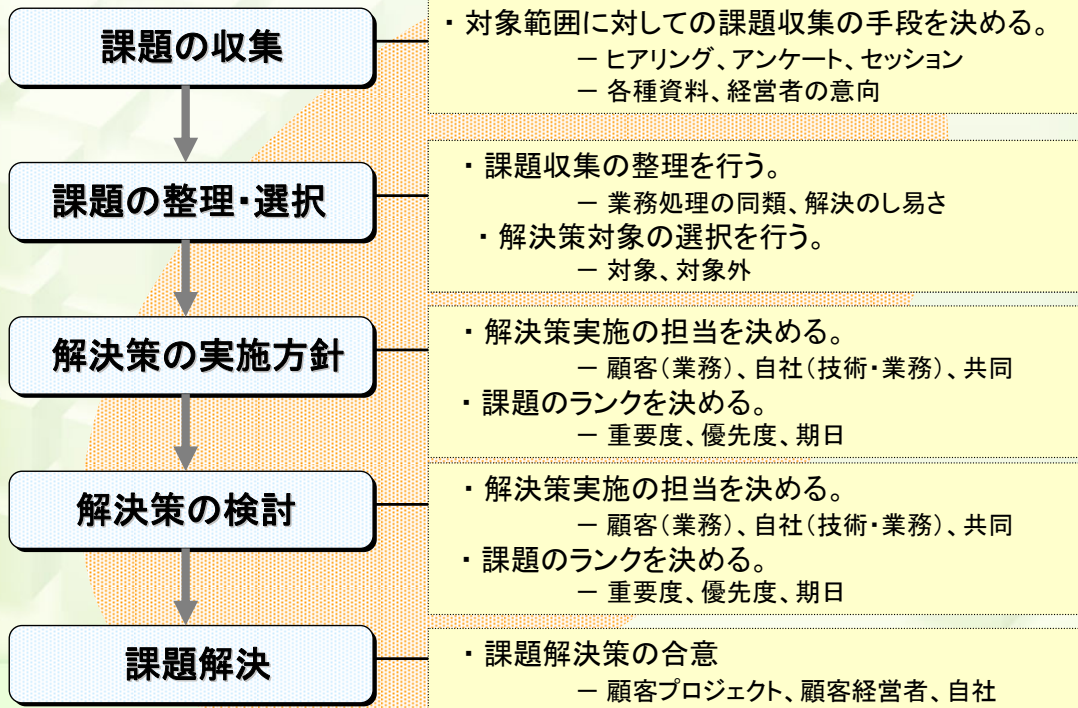 課題の収集
・ 対象範囲に対しての課題収集の手段を決める。
－ ヒアリング、アンケート、セッション
－ 各種資料、経営者の意向
課題の整理・選択
・ 課題収集の整理を行う。
－ 業務処理の同類、解決のし易さ
・ 解決策対象の選択を行う。
－ 対象、対象外
解決策の実施方針
・ 解決策実施の担当を決める。
－ 顧客（業務）、自社（技術・業務）、共同
・ 課題のランクを決める。
－ 重要度、優先度、期日
解決策の検討
・ 解決策実施の担当を決める。
－ 顧客（業務）、自社（技術・業務）、共同
・ 課題のランクを決める。
－ 重要度、優先度、期日
課題解決
・ 課題解決策の合意
－ 顧客プロジェクト、顧客経営者、自社